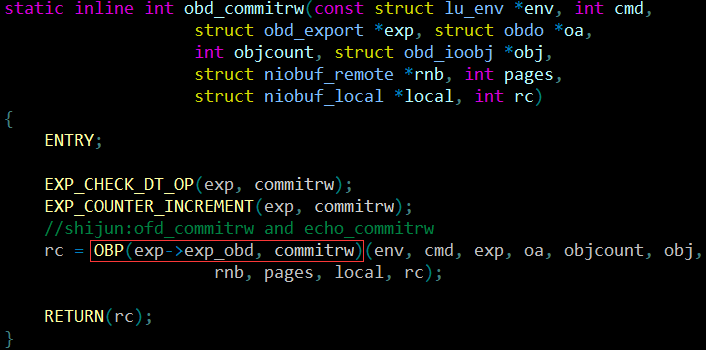 static inline int obd_commitrw(const struct lu_env *env, int cmd,
struct obd_export *exp, struct obdo *oa,
int objcount, struct obd_ioobj *obj,
struct niobuf_remote *rnb, int pages,
struct niobuf_local *local, int rc)
{
ENTRY;
EXP_CHECK_DT_OP(exp, commitrw);
EXP_COUNTER_INCREMENT(exp, commitrw);
//shijun:ofd_commitrw and echo_commitrw
rc = OBP(exp->exp_obd, commitrw)(env, cmd, exp, oa, objcount, obj,
rnb, pages, local, rc);
RETURN(rc);
}